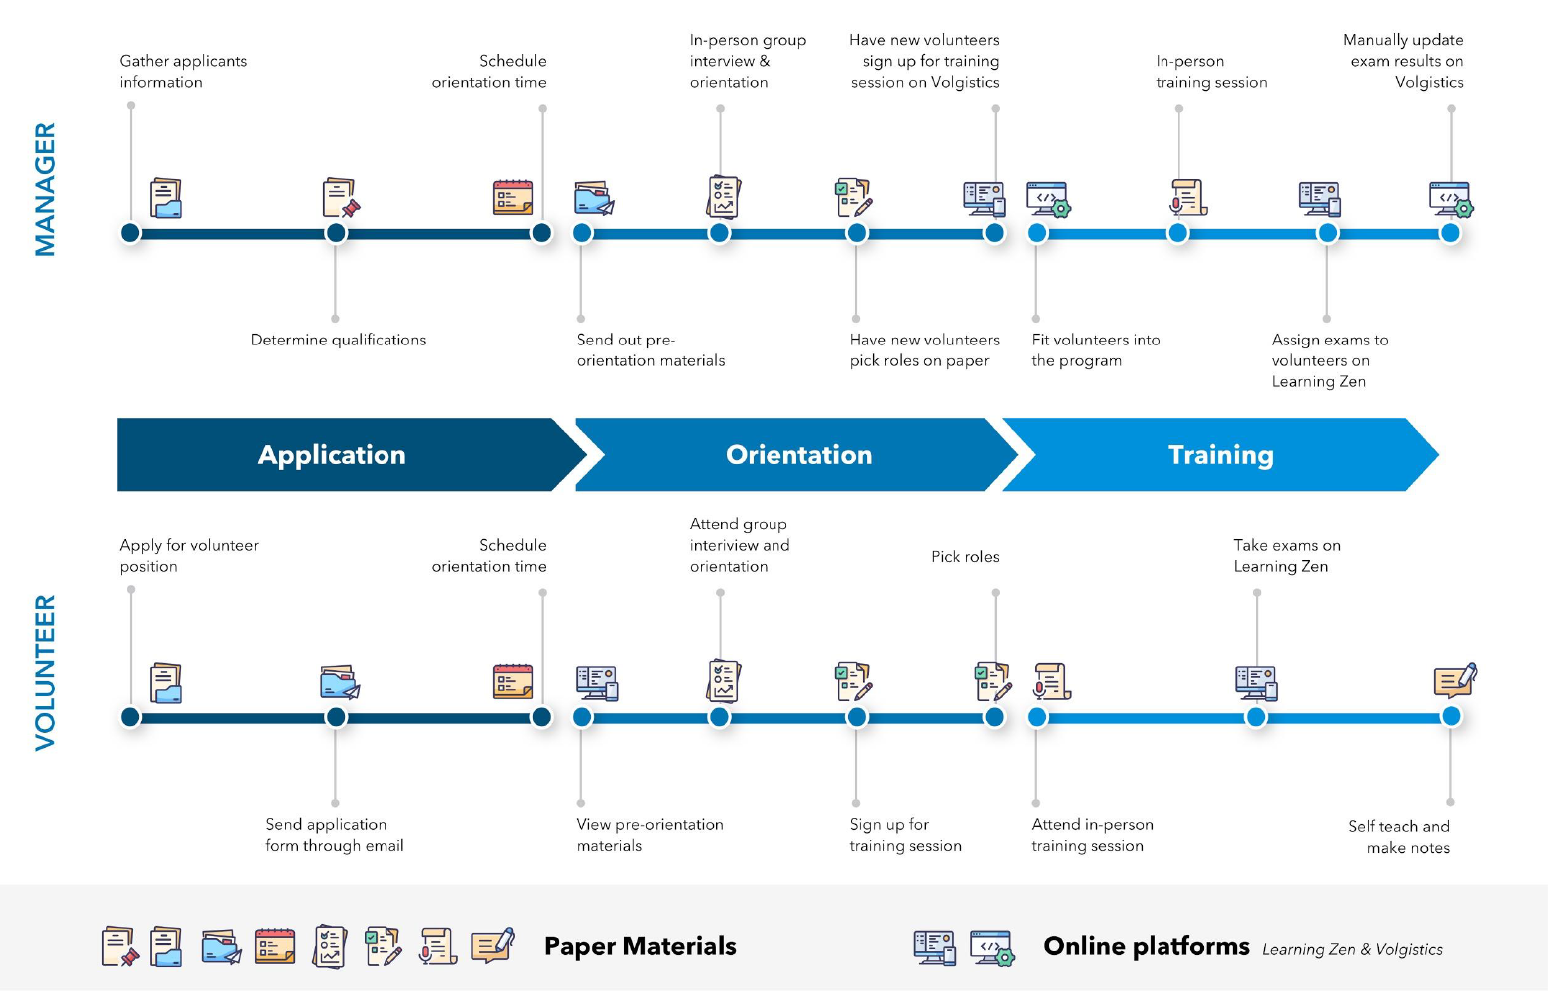 MANAGER
Gather applicants
information
Schedule
orientation time
In-person group
interview &
orientation
Have new volunteers
sign up for training
session on Volgistics
In-person
training session
Manually update
exam results on
Volgistics
Determine qualifications
Send out pre-
orientation materials
Have new volunteers
pick roles on paper
Fit volunteers into
the program
Assign exams to
volunteers on
Learning Zen
Application
Orientation
Training
VOLUNTEER
Apply for volunteer
position
Schedule
orientation time
Attend group
interiview and
orientation
Pick roles
Take exams on
Learning Zen
Send application
form through email
View pre-orientation
materials
Sign up for
training session
Attend in-person
training session
Self teach and
make notes
Paper Materials
Online platforms Learning Zen & Volgistics